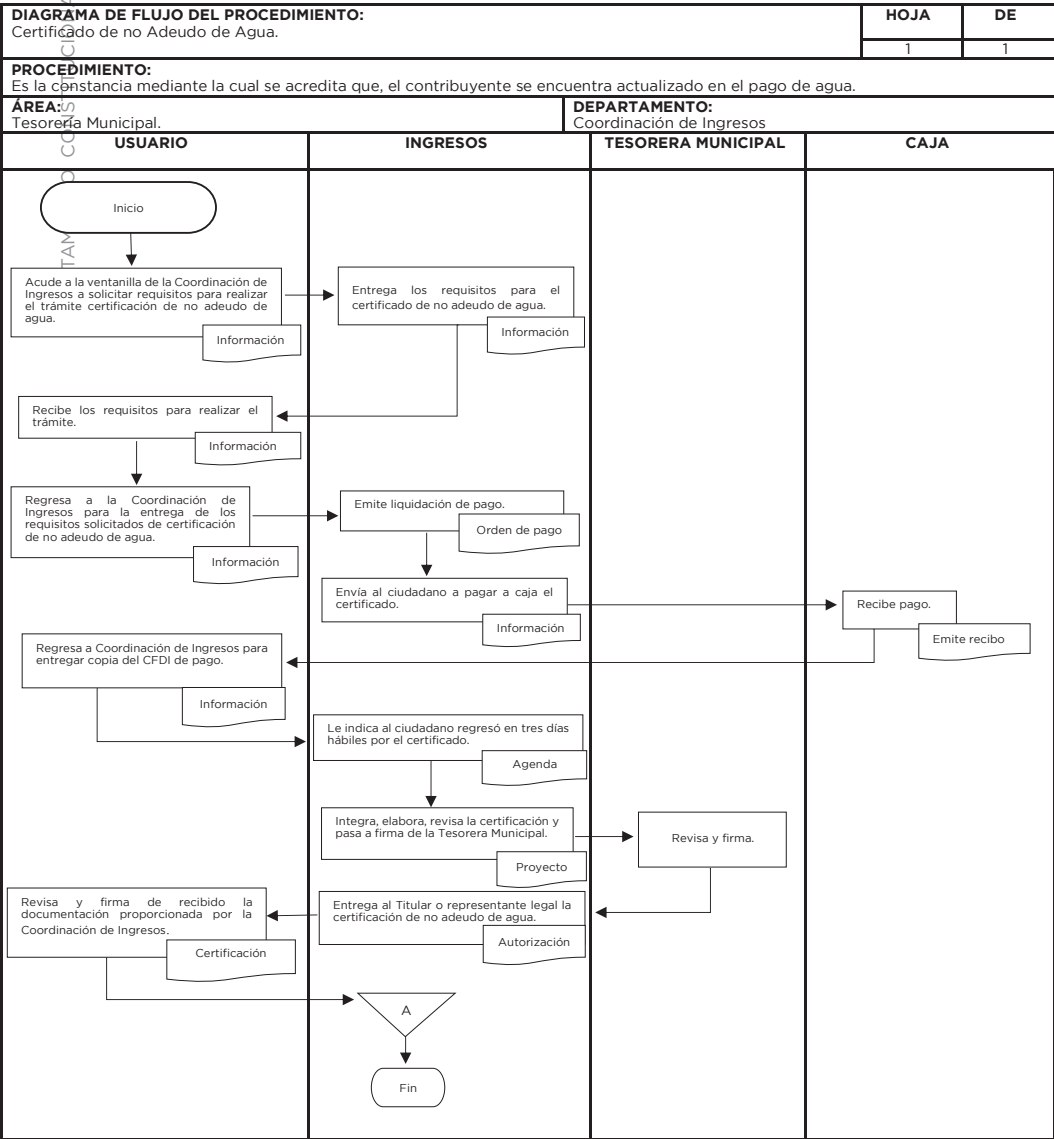 DIAGRAMA DE FLUJO DEL PROCEDIMIENTO:
Certificado de no Adeudo de Agua.
HOJA
DE
1
1
PROCEDIMIENTO:
Es la constancia mediante la cual se acredita que, el contribuyente se encuentra actualizado en el pago de agua.
ÁREA:
Tesorería Municipal.
DEPARTAMENTO:
Coordinación de Ingresos
USUARIO
INGRESOS
TESORERA MUNICIPAL
CAJA
Inicio
Acude a la ventanilla de la Coordinación de
Ingresos a solicitar requisitos para realizar
el trámite certificación de no adeudo de
agua.
Información
Entrega los requisitos para el
certificado de no adeudo de agua.
Información
Recibe los requisitos para realizar el
trámite.
Información
Regresa a la Coordinación de
Ingresos para la entrega de los
requisitos solicitados de certificación
de no adeudo de agua.
Información
Emite liquidación de pago.
Orden de pago
Envía al ciudadano a pagar a caja el
certificado.
Información
Recibe pago.
Emite recibo
Regresa a Coordinación de Ingresos para
entregar copia del CFDI de pago.
Información
Le indica al ciudadano regresó en tres días
hábiles por el certificado.
Agenda
Integra, elabora, revisa la certificación y
pasa a firma de la Tesorera Municipal.
Proyecto
Revisa y firma.
Entrega al Titular o representante legal la
certificación de no adeudo de agua.
Autorización
Revisa y firma de recibido la
documentación proporcionada por la
Coordinación de Ingresos.
Certificación
A
Fin